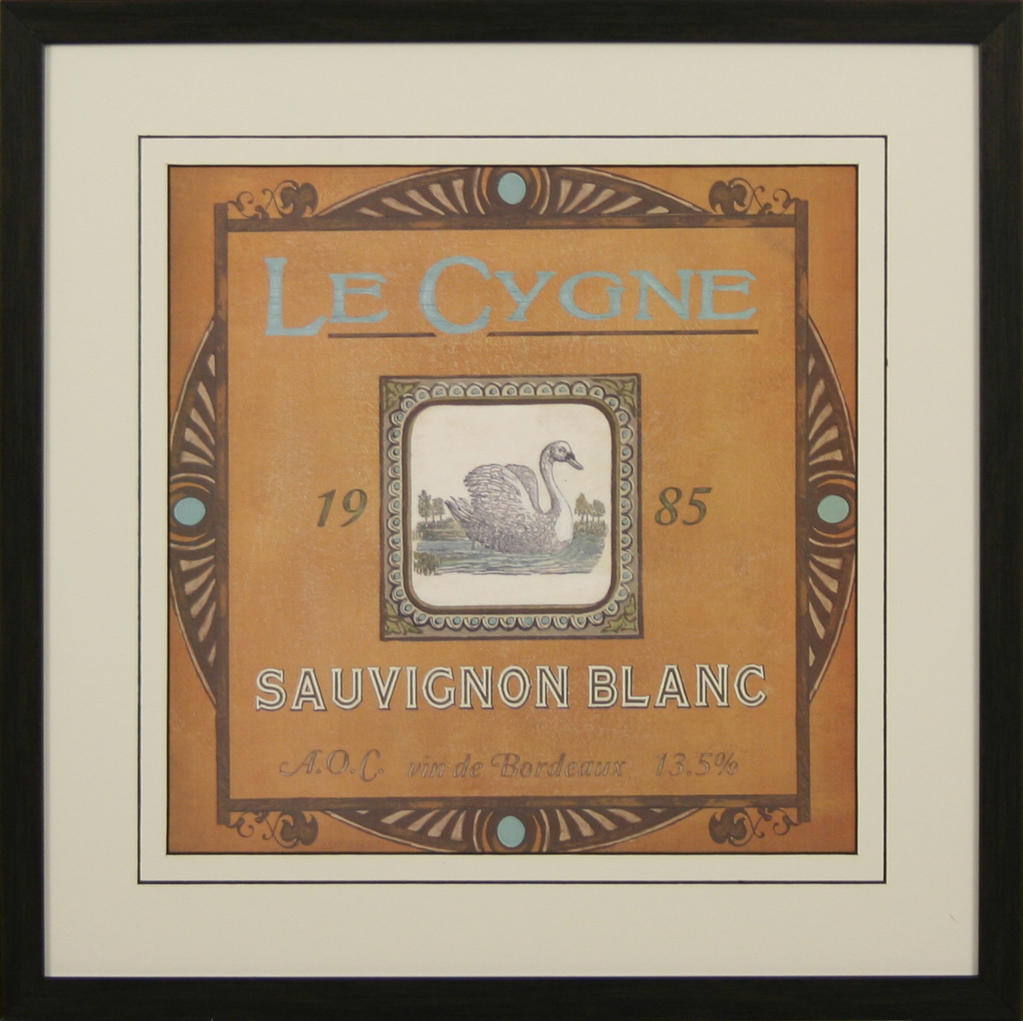 LE CYGNE
19 85
SAUVIGNON BLANC
A.O.C. vin de Bordeaux 13.5%